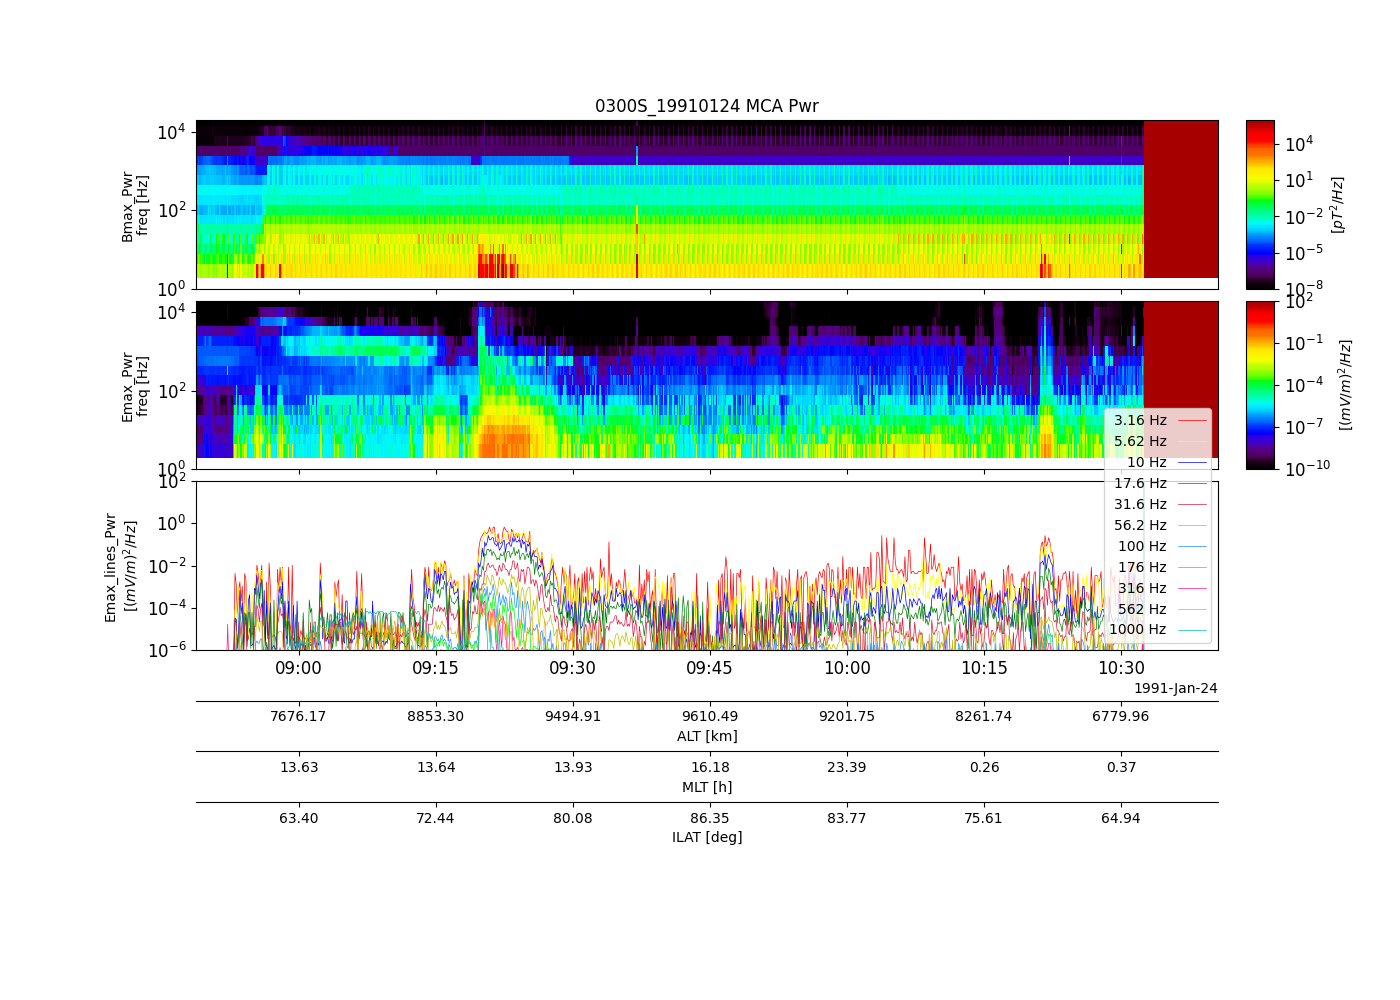 0300S_19910124 MCA Pwr
Bmax_Pwr
freq [Hz]
10^4
10^2
10^0
10^4
10^1
10^−2
10^−5
10^−8
[pT^2/Hz]
Emax_Pwr
freq [Hz]
10^4
10^2
10^0
10^2
10^−1
10^−4
10^−7
10^−10
[(mV/m)^2/Hz]
Emax_lines_Pwr
[(mV/m)^2/Hz]
10^2
10^0
10^−2
10^−4
10^−6
3.16 Hz
5.62 Hz
10 Hz
17.6 Hz
31.6 Hz
56.2 Hz
100 Hz
176 Hz
316 Hz
562 Hz
1000 Hz
09:00 09:15 09:30 09:45 10:00 10:15 10:30
1991-Jan-24
7676.17 8853.30 9494.91 9610.49 9201.75 8261.74 6779.96
ALT [km]
13.63 13.64 13.93 16.18 23.39 0.26 0.37
MLT [h]
63.40 72.44 80.08 86.35 83.77 75.61 64.94
ILAT [deg]